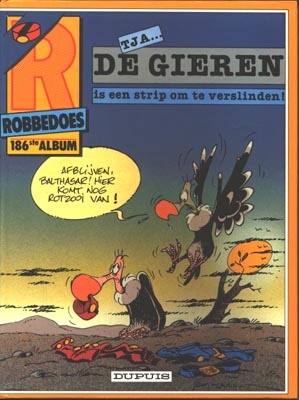 TJA...
DE GIEREN
is een strip om te verslinden!
R
ROBBEDOES
186ste ALBUM
AFBLIJVEN,
BALTHASAR! HIER
KOMT NOG
ROTZOOI VAN!
DUPUIS